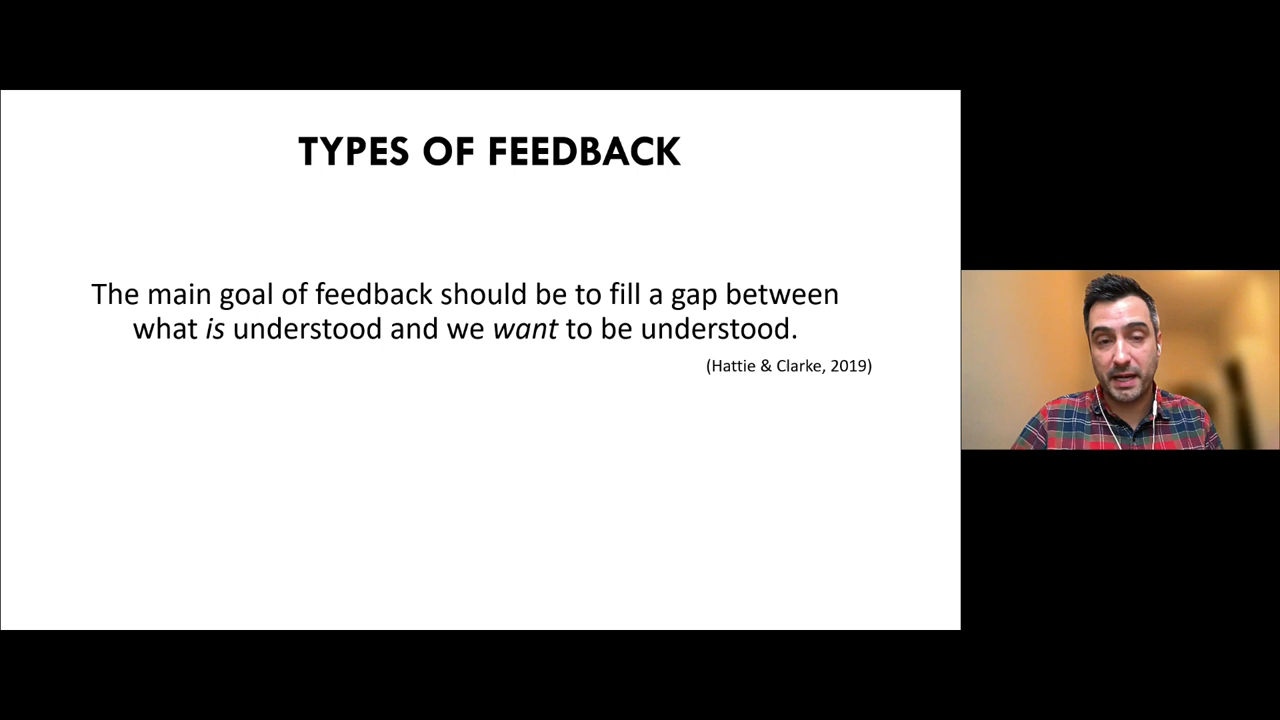 TYPES OF FEEDBACK
The main goal of feedback should be to fill a gap between
what is understood and we want to be understood.
(Hattie & Clarke, 2019)